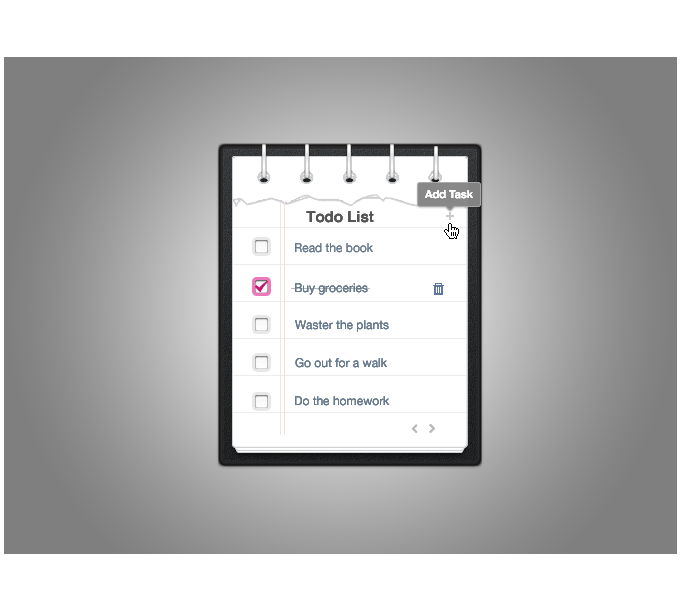 Add Task
Todo List
Read the book
Buy groceries
Waster the plants
Go out for a walk
Do the homework